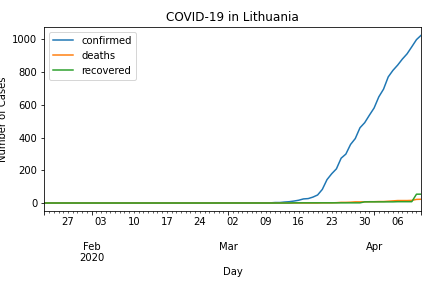 COVID-19 in Lithuania
1000
800
600
400
200
0
Number of Cases
confirmed
deaths
recovered
27 03 10 17 24 02 09 16 23 30 06
Feb Mar Apr
2020
Day